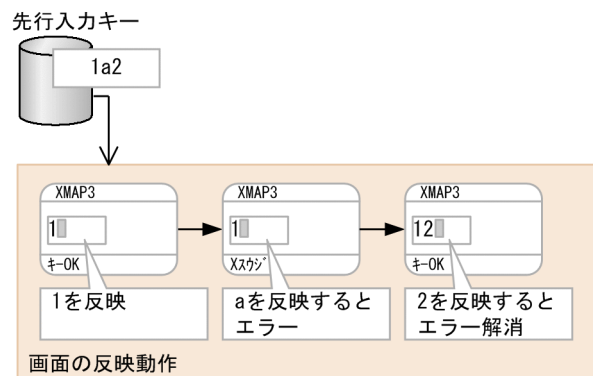 先行入力キー
1a2
XMAP3
1
キーOK
1を反映
XMAP3
1
Xスウジ
aを反映すると
エラー
XMAP3
12
キーOK
2を反映すると
エラー解消
画面の反映動作